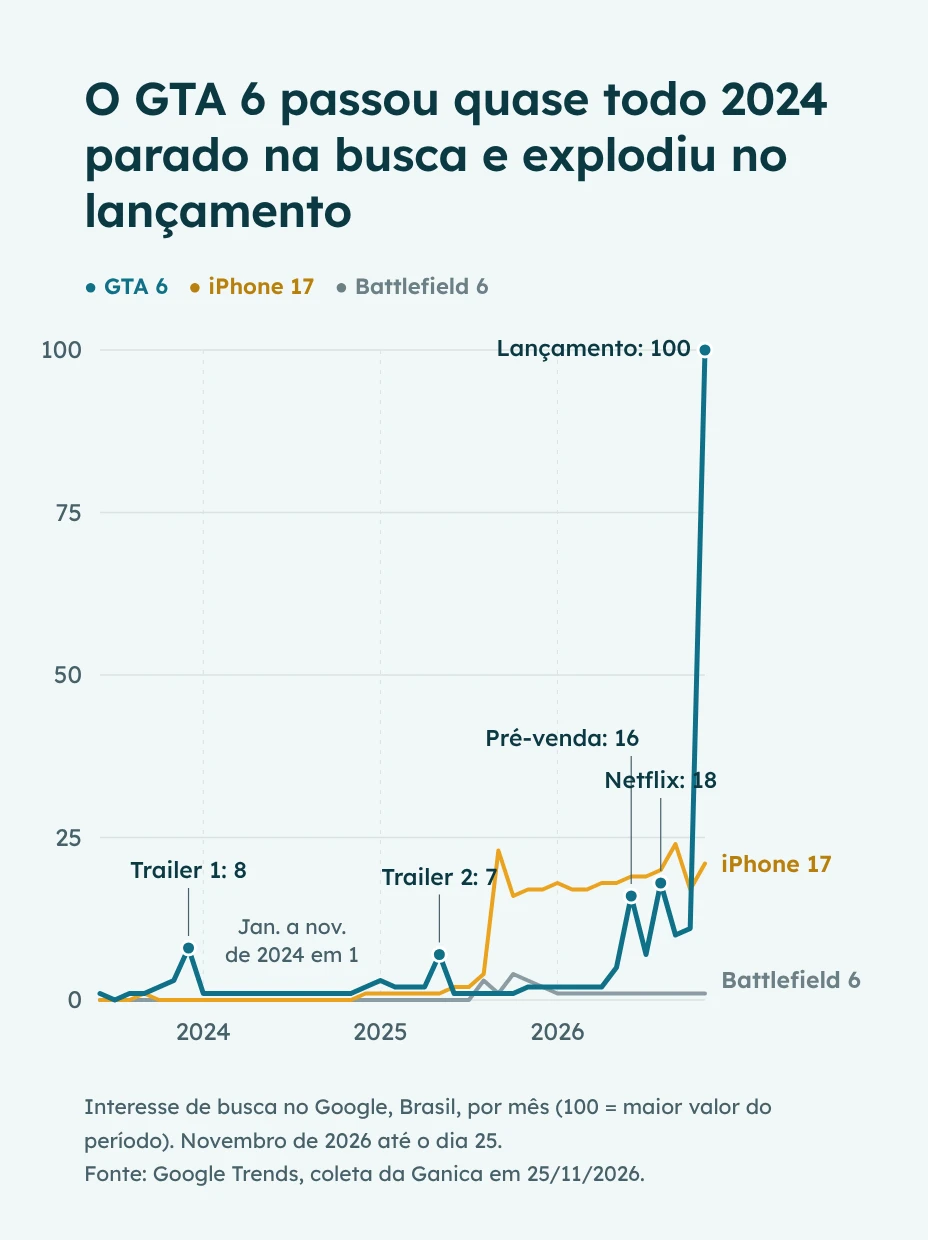 O GTA 6 passou quase todo 2024
parado na busca e explodiu no
lançamento
● GTA 6 ● iPhone 17 ● Battlefield 6
100
Lançamento: 100
75
50
Pré-venda: 16
Netflix: 18
25
iPhone 17
Trailer 1: 8
Trailer 2: 7
Jan. a nov.
de 2024 em 1
Battlefield 6
0
2024 2025 2026
Interesse de busca no Google, Brasil, por mês (100 = maior valor do
período). Novembro de 2026 até o dia 25.
Fonte: Google Trends, coleta da Ganica em 25/11/2026.